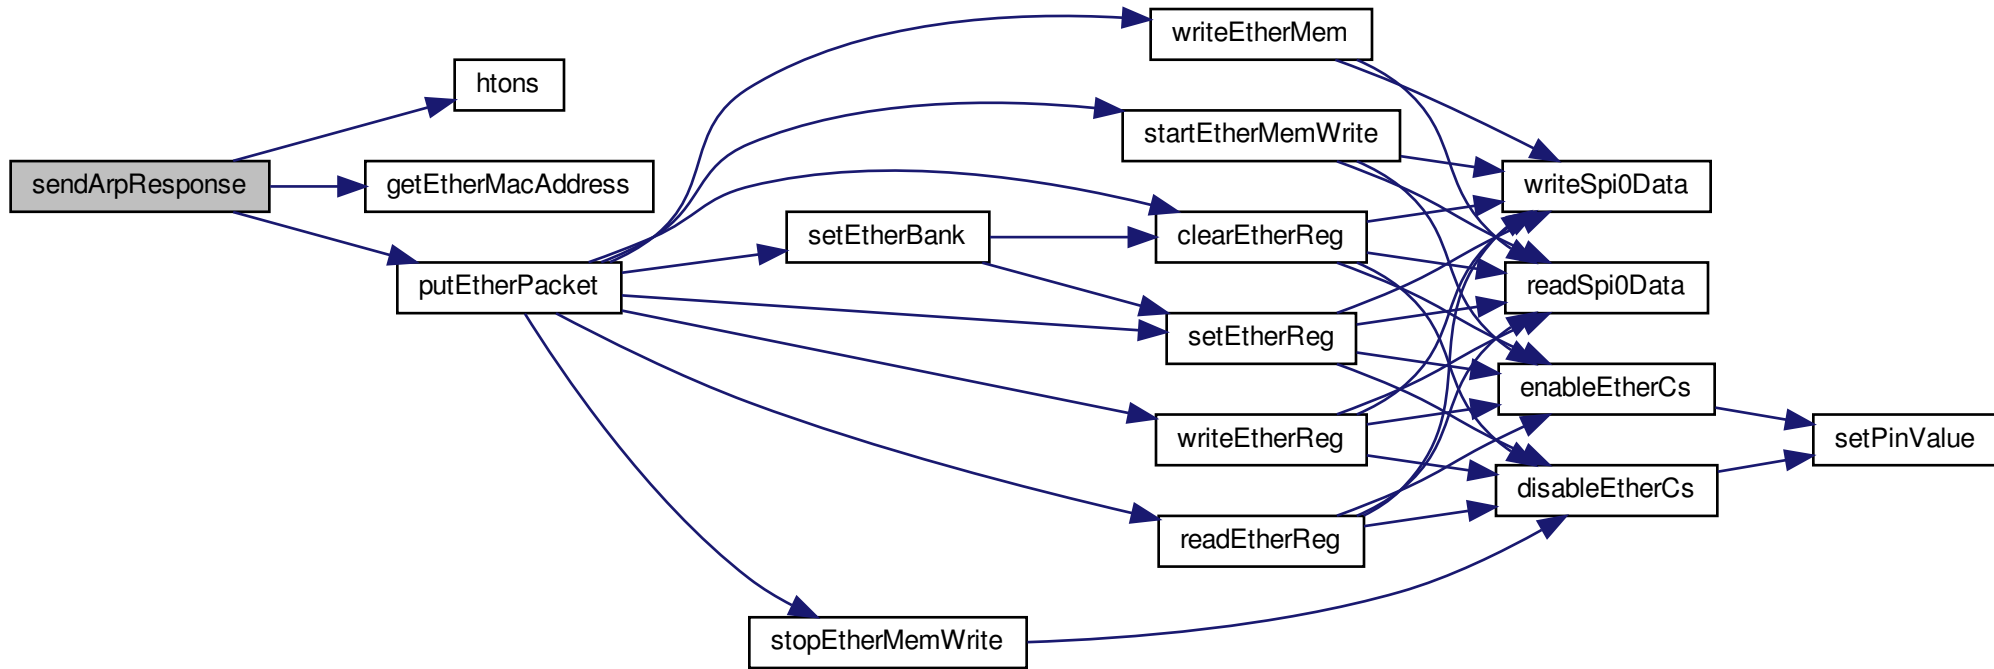 sendArpResponse
htons
getEtherMacAddress
putEtherPacket
setEtherBank
stopEtherMemWrite
writeEtherMem
startEtherMemWrite
clearEtherReg
setEtherReg
writeEtherReg
readEtherReg
writeSpi0Data
readSpi0Data
enableEtherCs
disableEtherCs
setPinValue